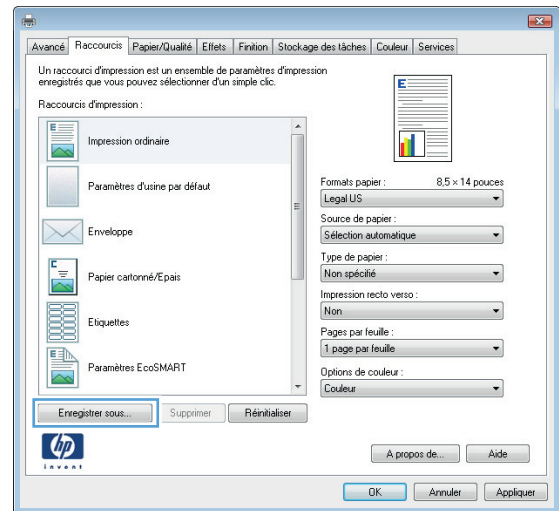 Avancé Raccourcis Papier/Qualité Effets Finition Stockage des tâches Couleur Services
Un raccourci d'impression est un ensemble de paramètres d'impression
enregistrés que vous pouvez sélectionner d'un simple clic.
Raccourcis d'impression :
Impression ordinaire
Paramètres d'usine par défaut
Enveloppe
Papier cartonné/Epais
Etiquettes
Paramètres EcoSMART
Enregistrer sous... Supprimer Réinitialiser
E
Formats papier : 8,5 × 14 pouces
Legal US
Source de papier :
Sélection automatique
Type de papier :
Non spécifié
Impression recto verso :
Non
Pages par feuille :
1 page par feuille
Options de couleur :
Couleur
hp
invent
A propos de... Aide
OK Annuler Appliquer